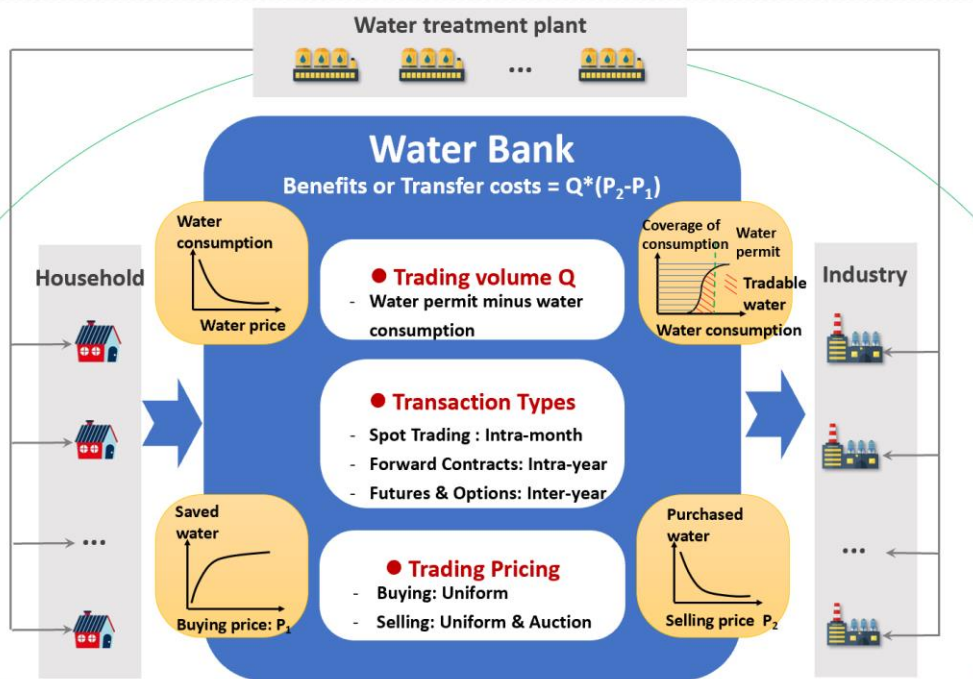 Water treatment plant
...
Water Bank
Benefits or Transfer costs = Q*(P₂-P₁)
Household
...
Water
consumption
Water price
Saved
water
Buying price: P₁
● Trading volume Q
- Water permit minus water
consumption
● Transaction Types
- Spot Trading : Intra-month
- Forward Contracts: Intra-year
- Futures & Options: Inter-year
● Trading Pricing
- Buying: Uniform
- Selling: Uniform & Auction
Coverage of
consumption
Water
permit
Tradable
water
Water consumption
Purchased
water
Selling price P₂
Industry
...